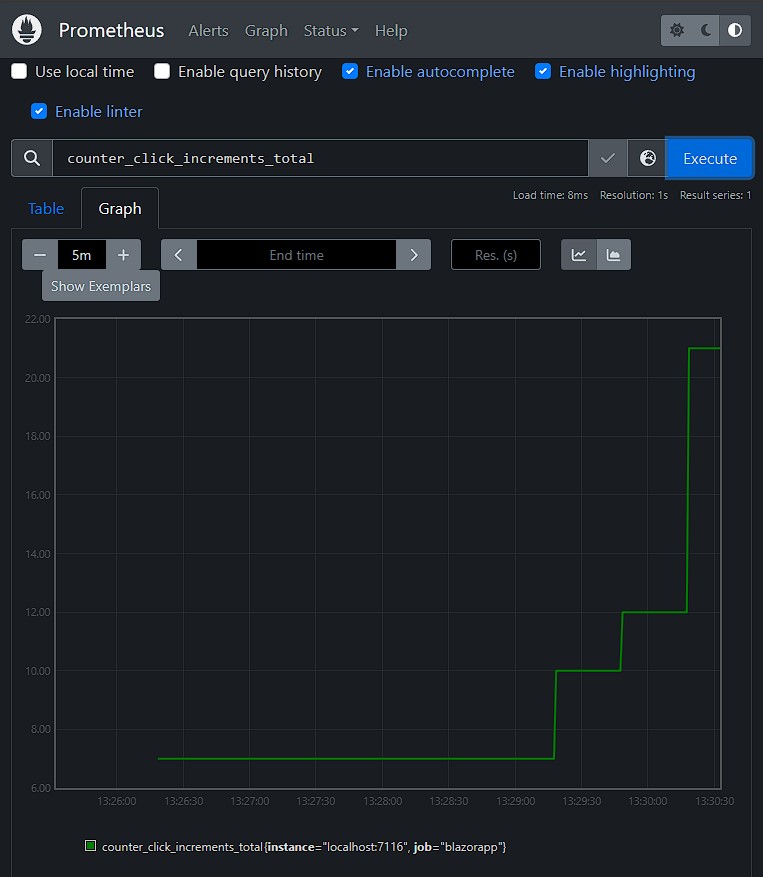 Prometheus Alerts Graph Status Help
Use local time Enable query history Enable autocomplete Enable highlighting
Enable linter
counter_click_increments_total Execute
Load time: 8ms Resolution: 1s Result series: 1
Table Graph
5m End time Res. (s)
Show Exemplars
22.00
20.00
18.00
16.00
14.00
12.00
10.00
8.00
6.00
13:26:00 13:26:30 13:27:00 13:27:30 13:28:00 13:28:30 13:29:00 13:29:30 13:30:00 13:30:30
counter_click_increments_total{instance="localhost:7116", job="blazorapp"}